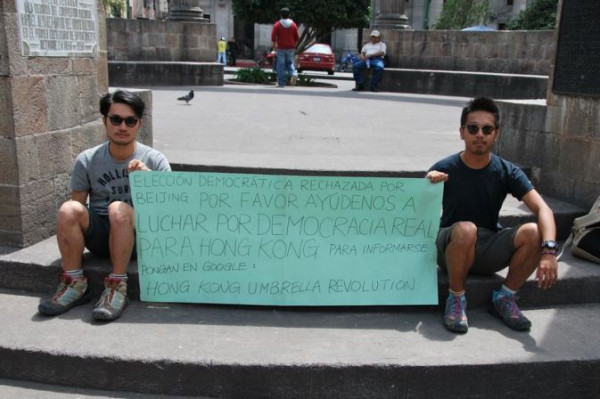 HOLLISTER
ELECCIÓN DEMOCRÁTICA RECHAZADA POR
BEIJING POR FAVOR AYÚDENOS A
LUCHAR POR DEMOCRACIA REAL
PARA HONG KONG PARA INFORMARSE
PONGAN EN GOOGLE:
HONG KONG UMBRELLA REVOLUTION